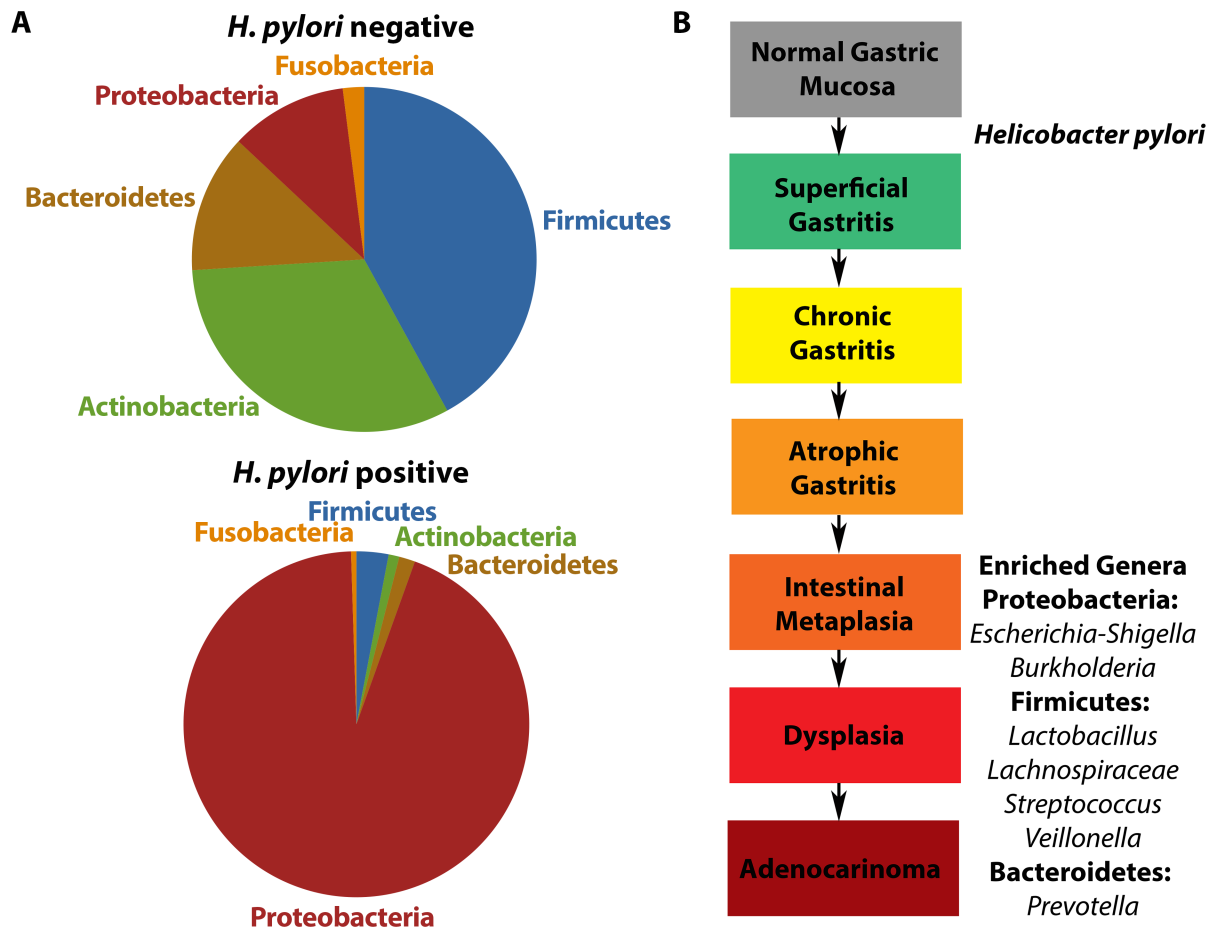 A
H. pylori negative
Fusobacteria
Proteobacteria
Bacteroidetes
Firmicutes
Actinobacteria
H. pylori positive
Firmicutes
Fusobacteria
Actinobacteria
Bacteroidetes
Proteobacteria
B
Normal Gastric
Mucosa
Helicobacter pylori
Superficial
Gastritis
Chronic
Gastritis
Atrophic
Gastritis
Intestinal
Metaplasia
Dysplasia
Adenocarinoma
Enriched Genera
Proteobacteria:
Escherichia-Shigella
Burkholderia
Firmicutes:
Lactobacillus
Lachnospiraceae
Streptococcus
Veillonella
Bacteroidetes:
Prevotella